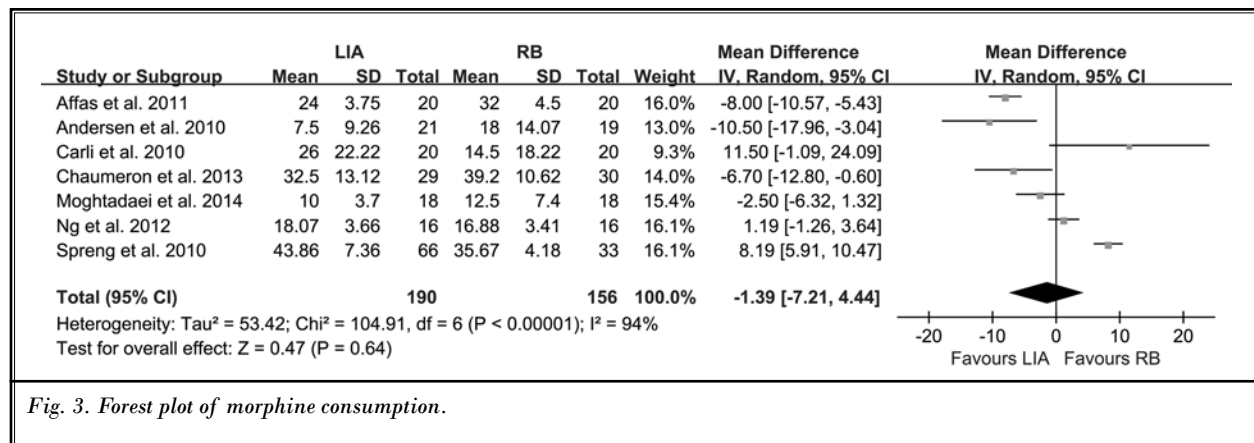 LIA RB Mean Difference Mean Difference
Study or Subgroup Mean SD Total Mean SD Total Weight IV, Random, 95% CI IV, Random, 95% CI
Affas et al. 2011 24 3.75 20 32 4.5 20 16.0% -8.00 [-10.57, -5.43]
Andersen et al. 2010 7.5 9.26 21 18 14.07 19 13.0% -10.50 [-17.96, -3.04]
Carli et al. 2010 26 22.22 20 14.5 18.22 20 9.3% 11.50 [-1.09, 24.09]
Chaumeron et al. 2013 32.5 13.12 29 39.2 10.62 30 14.0% -6.70 [-12.80, -0.60]
Moghtadaei et al. 2014 10 3.7 18 12.5 7.4 18 15.4% -2.50 [-6.32, 1.32]
Ng et al. 2012 18.07 3.66 16 16.88 3.41 16 16.1% 1.19 [-1.26, 3.64]
Spreng et al. 2010 43.86 7.36 66 35.67 4.18 33 16.1% 8.19 [5.91, 10.47]
Total (95% CI) 190 156 100.0% -1.39 [-7.21, 4.44]
Heterogeneity: Tau² = 53.42; Chi² = 104.91, df = 6 (P < 0.00001); I² = 94%
Test for overall effect: Z = 0.47 (P = 0.64)
-20 -10 0 10 20
Favours LIA Favours RB
Fig. 3. Forest plot of morphine consumption.